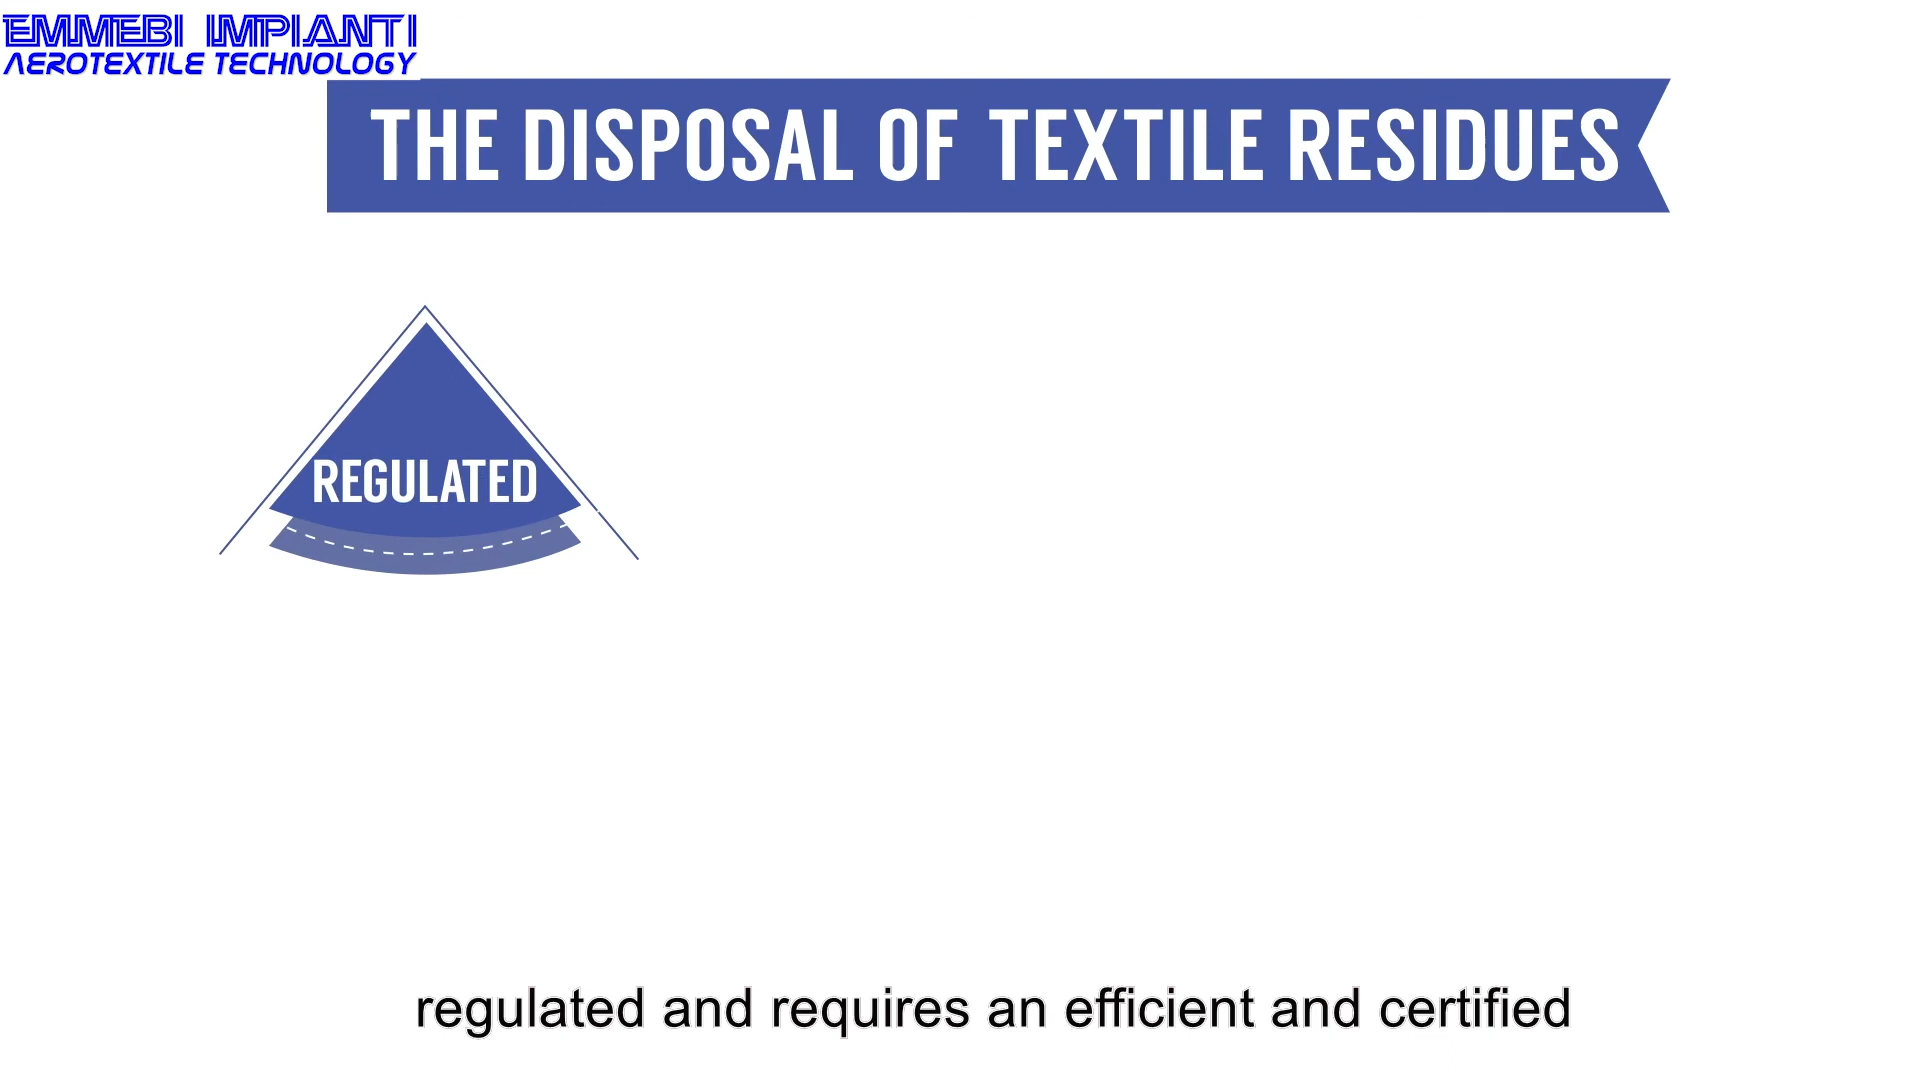 EMMEBI IMPIANTI
AEROTEXTILE TECHNOLOGY
THE DISPOSAL OF TEXTILE RESIDUES
REGULATED
regulated and requires an efficient and certified